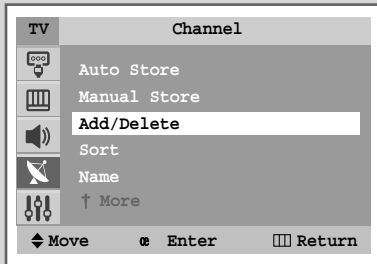 TV Channel
Auto Store
Manual Store
Add/Delete
Sort
Name
† More
Move œ Enter Return